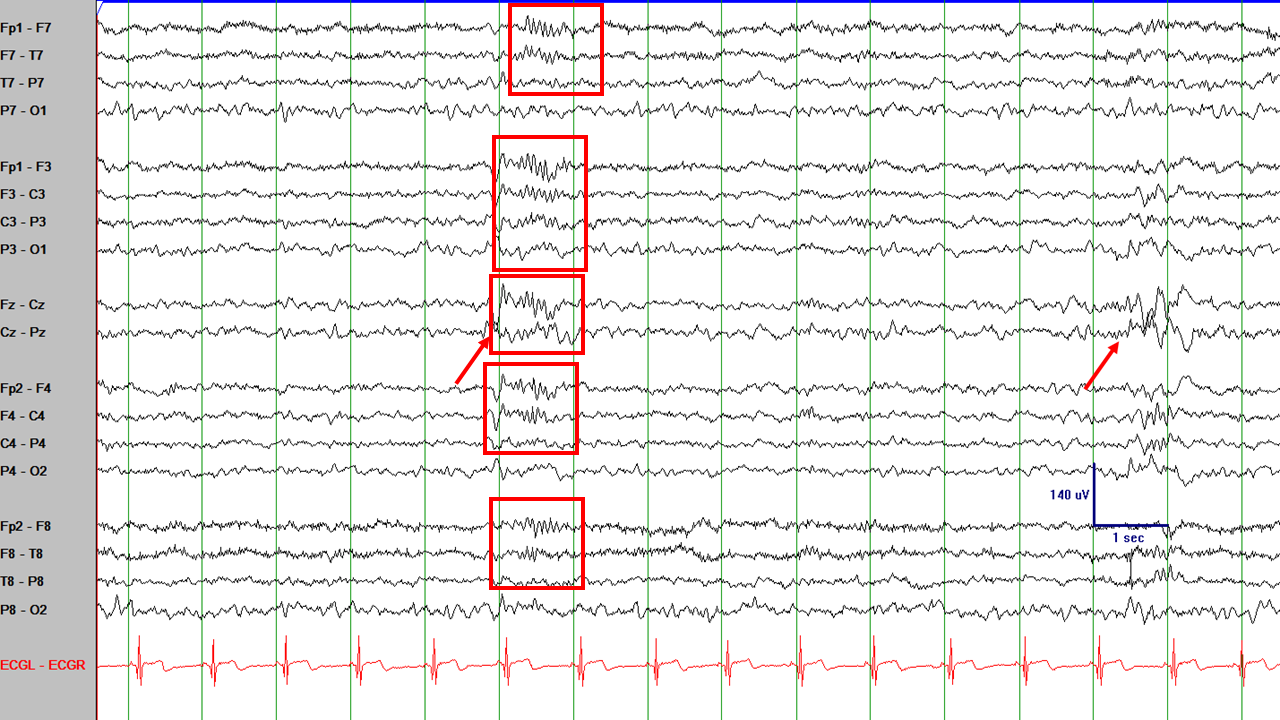 Fp1 - F7
F7 - T7
T7 - P7
P7 - O1
Fp1 - F3
F3 - C3
C3 - P3
P3 - O1
Fz - Cz
Cz - Pz
Fp2 - F4
F4 - C4
C4 - P4
P4 - O2
140 uV
Fp2 - F8
1 sec
F8 - T8
T8 - P8
P8 - O2
ECGL - ECGR